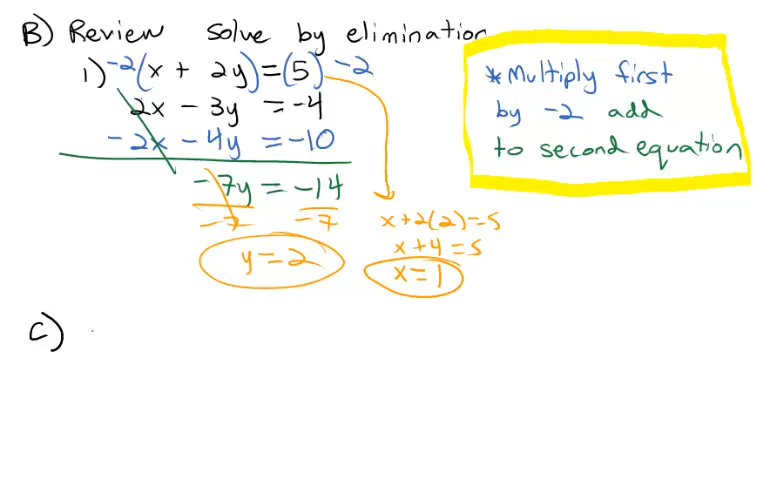 B) Review solve by elimination
1) -2(x + 2y) = (5) -2
2x - 3y = -4
-2x - 4y = -10
-7y = -14
-7 -7
y = 2
x + 2(2) = 5
x + 4 = 5
x = 1
*Multiply first
by -2 add
to second equation
C)